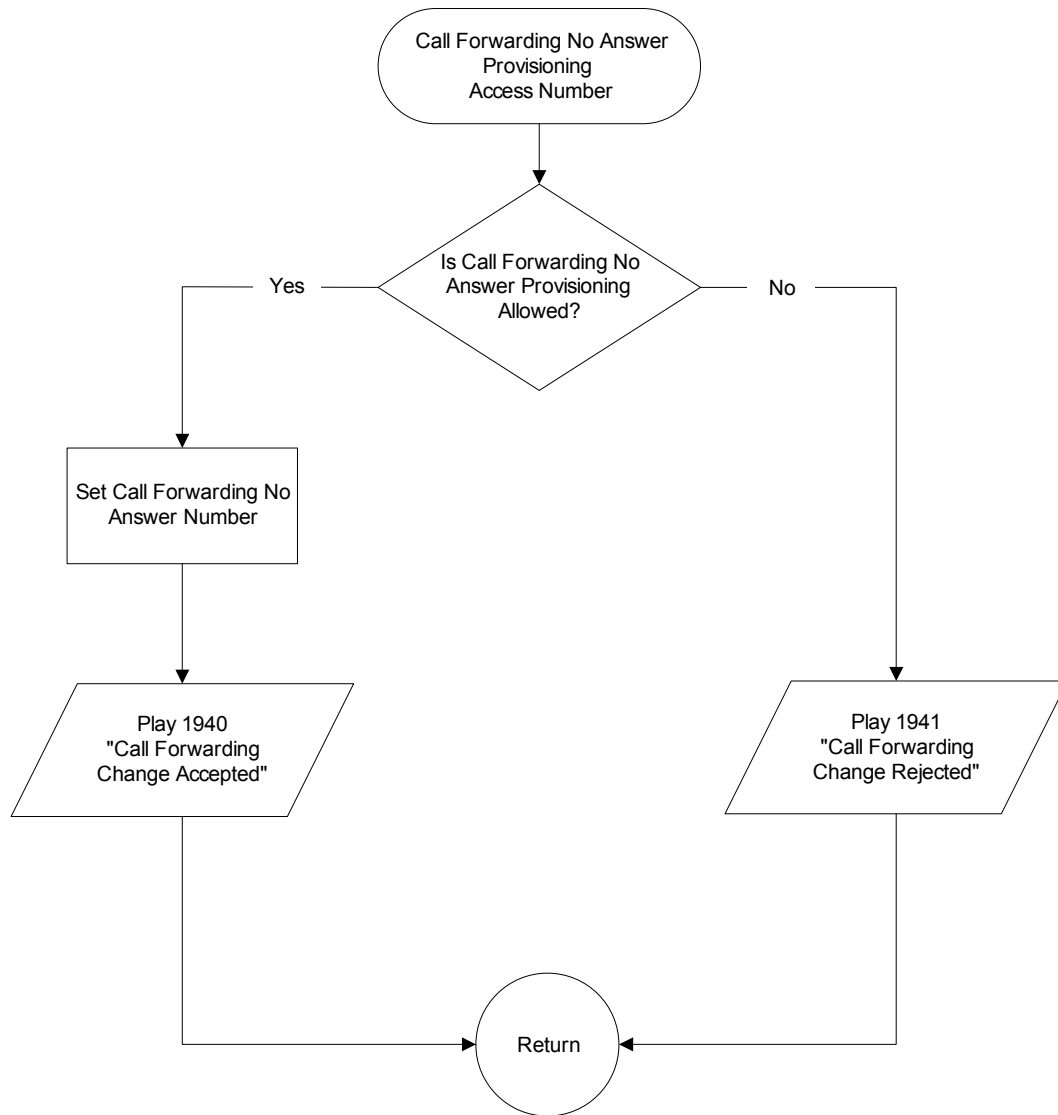 Call Forwarding No Answer
Provisioning
Access Number
Is Call Forwarding No
Answer Provisioning
Allowed?
Yes
No
Set Call Forwarding No
Answer Number
Play 1940
"Call Forwarding
Change Accepted"
Play 1941
"Call Forwarding
Change Rejected"
Return